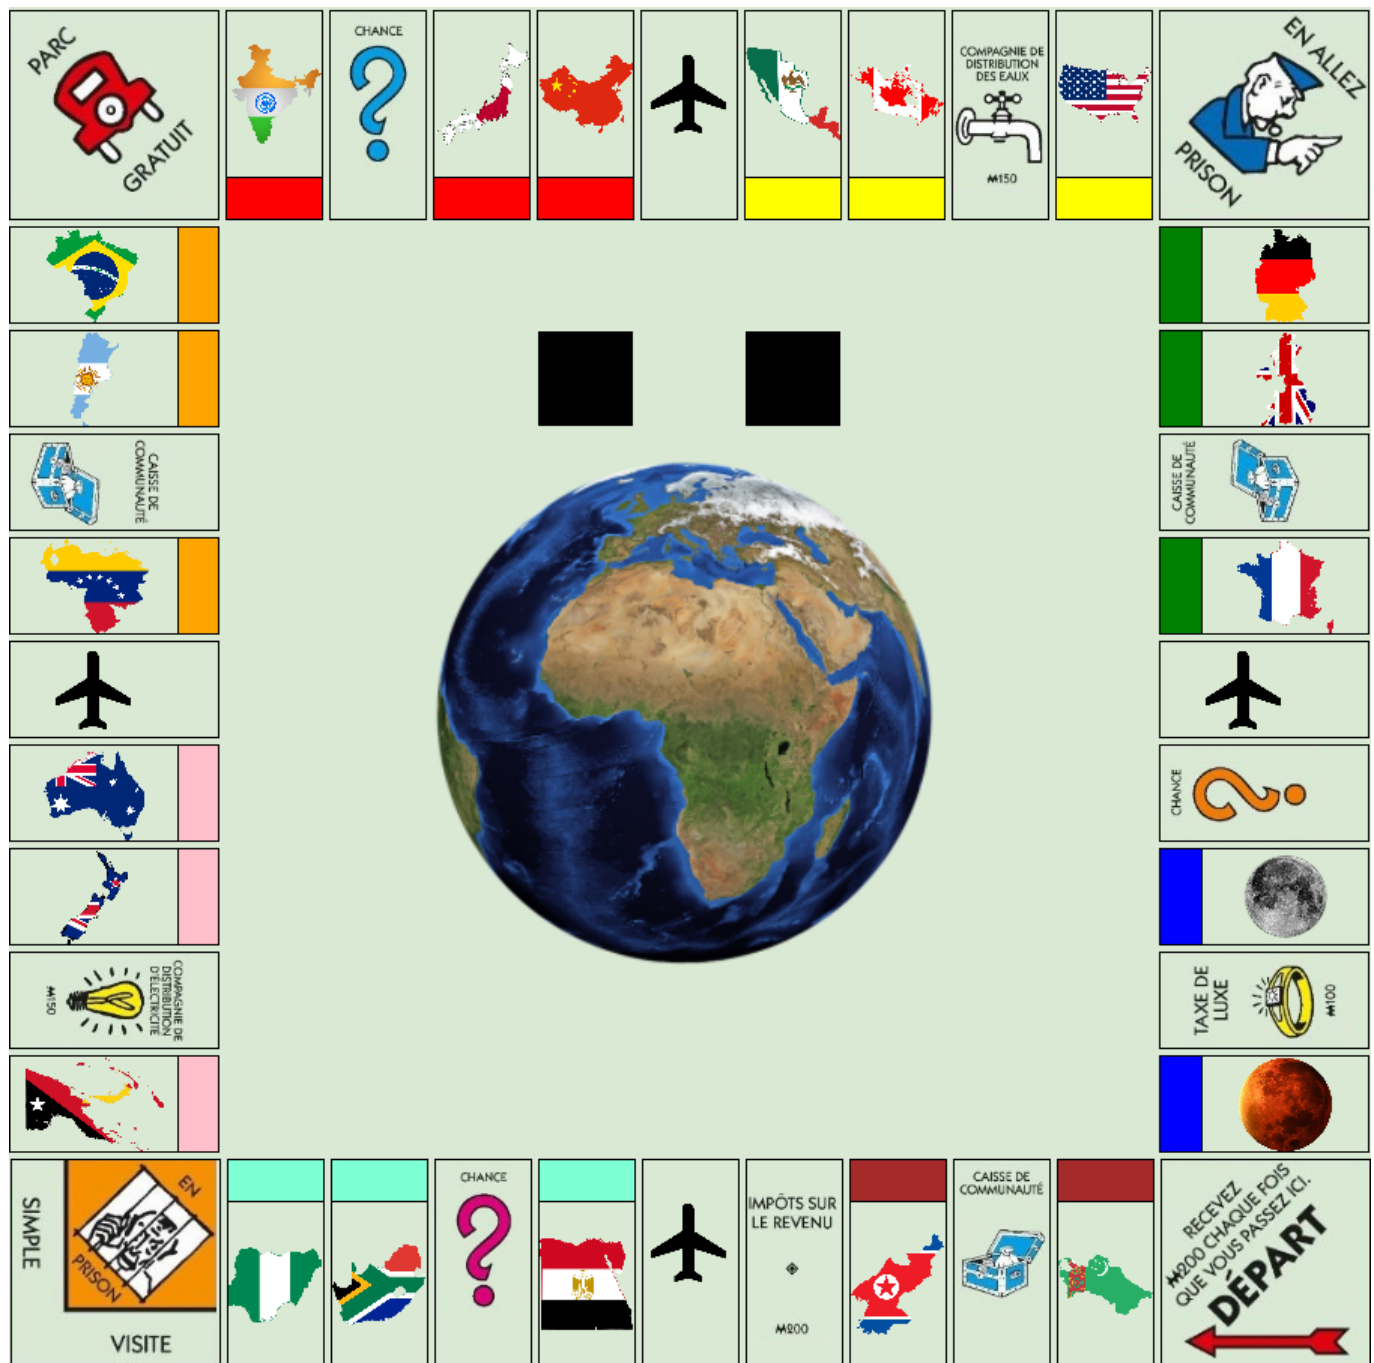 PARC
GRATUIT
CHANCE
COMPAGNIE DE
DISTRIBUTION
DES EAUX
₩150
EN ALLEZ
PRISON
CAISSE DE
COMMUNAUTÉ
CAISSE DE
COMMUNAUTÉ
CHANCE
COMPAGNIE DE
DISTRIBUTION
D'ÉLECTRICITÉ
₩150
TAXE DE
LUXE
₩100
SIMPLE
EN
PRISON
VISITE
CHANCE
IMPÔTS SUR
LE REVENU
₩200
CAISSE DE
COMMUNAUTÉ
RECEVEZ
₩200 CHAQUE FOIS
QUE VOUS PASSEZ ICI.
DÉPART